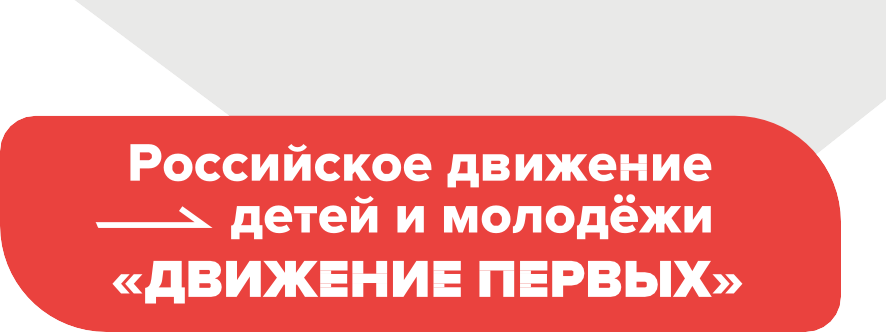 Российское движение
детей и молодёжи
«ДВИЖЕНИЕ ПЕРВЫХ»